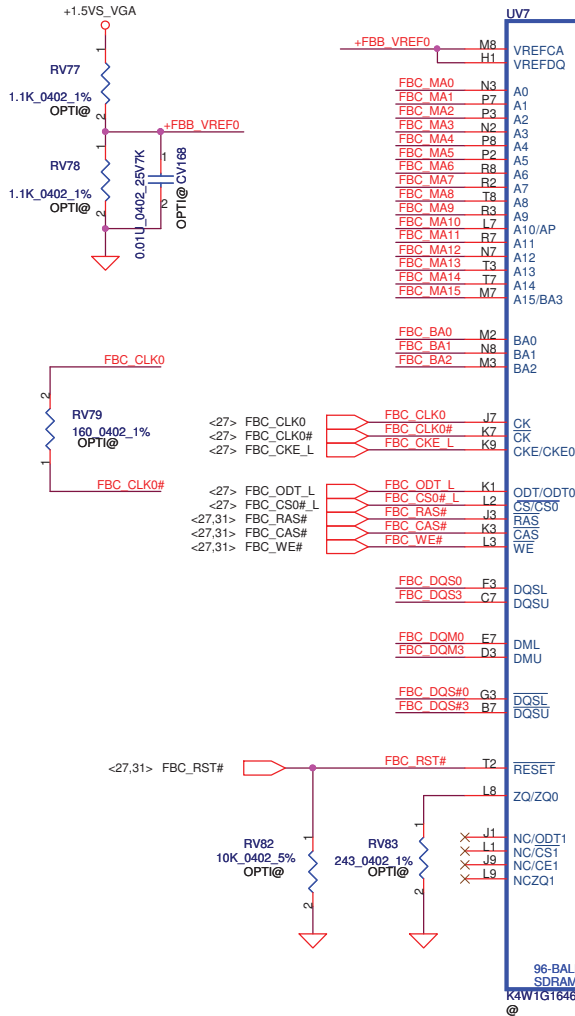 +1.5VS_VGA
1
RV77
1.1K_0402_1%
OPTI@
2
+FBB_VREF0
1
RV78
1.1K_0402_1%
OPTI@
2
1
2
0.01U_0402_25V7K
OPTI@ CV168
FBC_CLK0
2
RV79
160_0402_1%
OPTI@
1
FBC_CLK0#
UV7
+FBB_VREF0 M8 VREFCA
H1 VREFDQ
FBC_MA0 N3 A0
FBC_MA1 P7 A1
FBC_MA2 P3 A2
FBC_MA3 N2 A3
FBC_MA4 P8 A4
FBC_MA5 P2 A5
FBC_MA6 R8 A6
FBC_MA7 R2 A7
FBC_MA8 T8 A8
FBC_MA9 R3 A9
FBC_MA10 L7 A10/AP
FBC_MA11 R7 A11
FBC_MA12 N7 A12
FBC_MA13 T3 A13
FBC_MA14 T7 A14
FBC_MA15 M7 A15/BA3
FBC_BA0 M2 BA0
FBC_BA1 N8 BA1
FBC_BA2 M3 BA2
<27> FBC_CLK0 FBC_CLK0 J7 CK
<27> FBC_CLK0# FBC_CLK0# K7 CK
<27> FBC_CKE_L FBC_CKE_L K9 CKE/CKE0
<27> FBC_ODT_L FBC_ODT_L K1 ODT/ODT0
<27> FBC_CS0#_L FBC_CS0#_L L2 CS/CS0
<27,31> FBC_RAS# FBC_RAS# J3 RAS
<27,31> FBC_CAS# FBC_CAS# K3 CAS
<27,31> FBC_WE# FBC_WE# L3 WE
FBC_DQS0 F3 DQSL
FBC_DQS3 C7 DQSU
FBC_DQM0 E7 DML
FBC_DQM3 D3 DMU
FBC_DQS#0 G3 DQSL
FBC_DQS#3 B7 DQSU
<27,31> FBC_RST# FBC_RST# T2 RESET
L8 ZQ/ZQ0
1
RV82
10K_0402_5%
OPTI@
2
1
RV83
243_0402_1%
OPTI@
2
J1 NC/ODT1
L1 NC/CS1
J9 NC/CE1
L9 NCZQ1
96-BAL
SDRAM
K4W1G1646
@